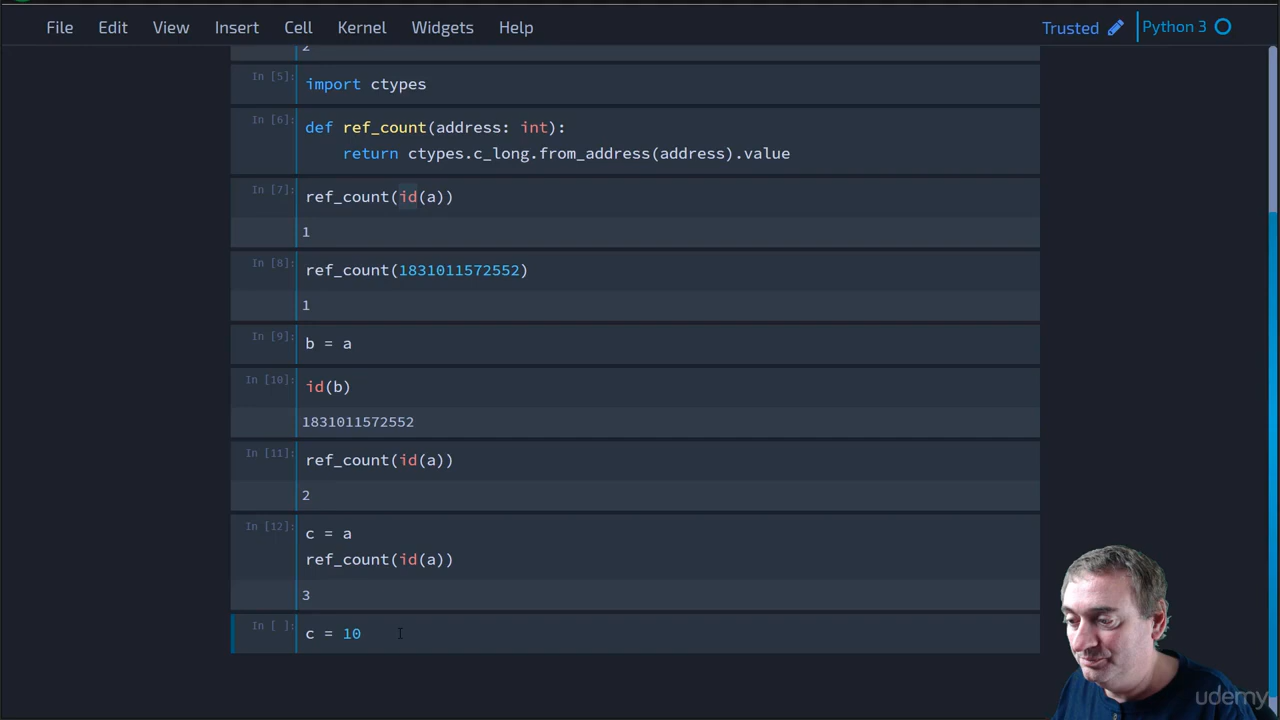 File Edit View Insert Cell Kernel Widgets Help Trusted Python 3
2
In [5]: import ctypes
In [6]: def ref_count(address: int):
return ctypes.c_long.from_address(address).value
In [7]: ref_count(id(a))
1
In [8]: ref_count(1831011572552)
1
In [9]: b = a
In [10]: id(b)
1831011572552
In [11]: ref_count(id(a))
2
In [12]: c = a
ref_count(id(a))
3
In [ ]: c = 10
udemy